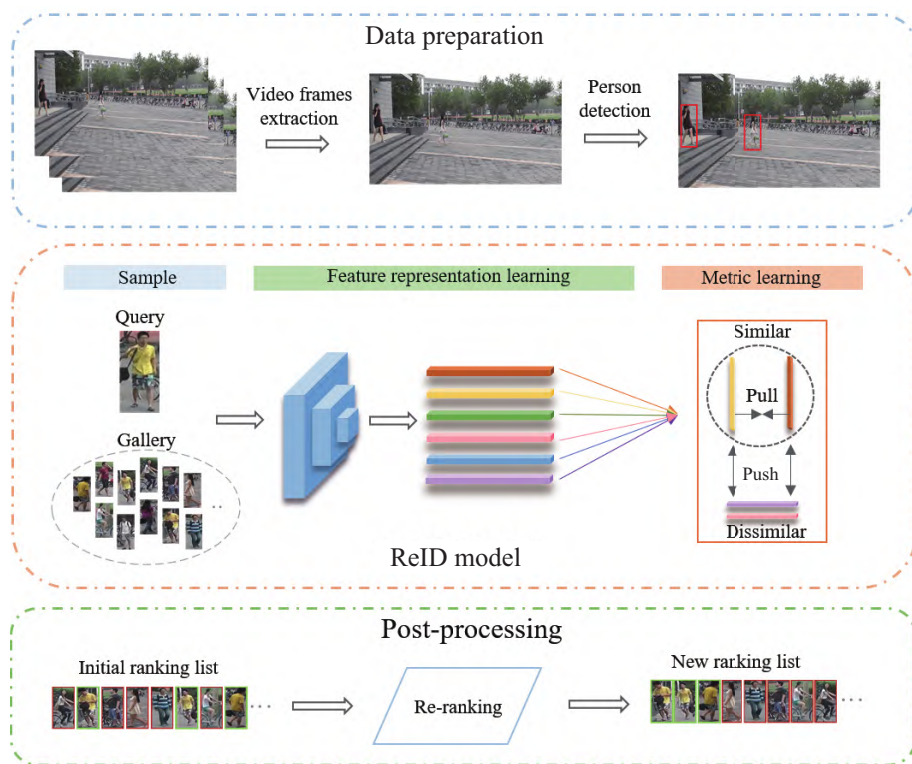 Data preparation
Video frames
extraction
Person
detection
Sample
Feature representation learning
Metric learning
Query
Gallery
Similar
Pull
Push
Dissimilar
ReID model
Post-processing
Initial ranking list
Re-ranking
New ranking list